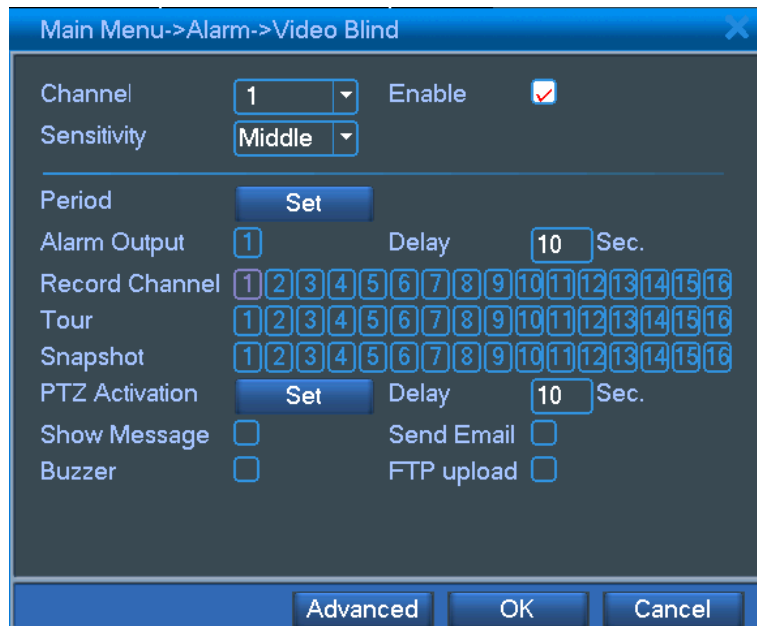 Main Menu->Alarm->Video Blind
Channel 1 Enable
Sensitivity Middle
Period Set
Alarm Output 1 Delay 10 Sec.
Record Channel 1 2 3 4 5 6 7 8 9 10 11 12 13 14 15 16
Tour 1 2 3 4 5 6 7 8 9 10 11 12 13 14 15 16
Snapshot 1 2 3 4 5 6 7 8 9 10 11 12 13 14 15 16
PTZ Activation Set Delay 10 Sec.
Show Message Send Email
Buzzer FTP upload
Advanced OK Cancel